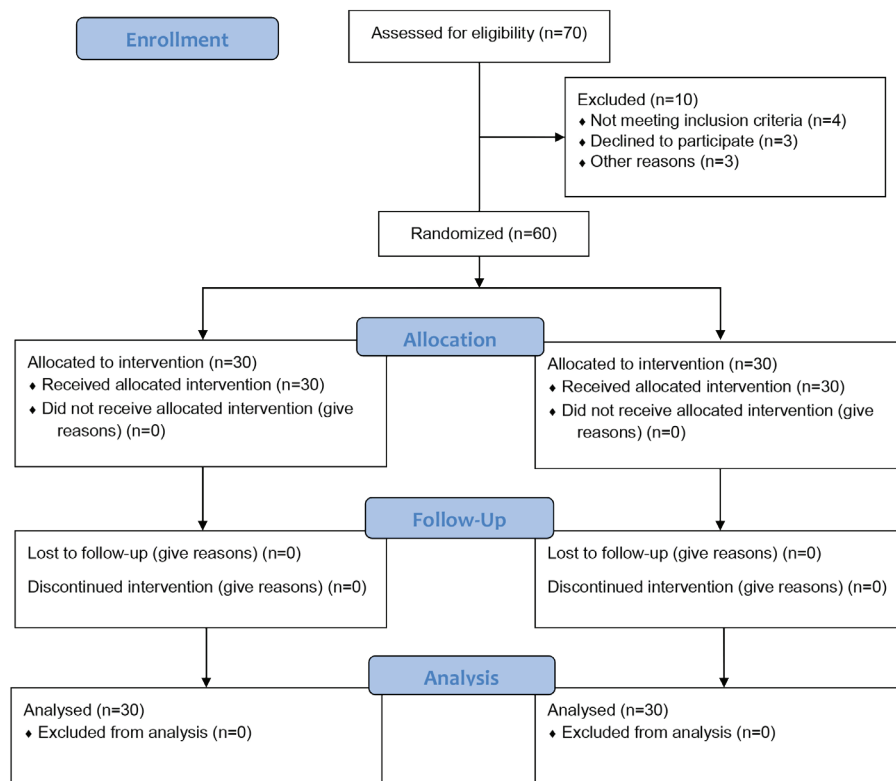 Enrollment
Assessed for eligibility (n=70)
Excluded (n=10)
♦ Not meeting inclusion criteria (n=4)
♦ Declined to participate (n=3)
♦ Other reasons (n=3)
Randomized (n=60)
Allocation
Allocated to intervention (n=30)
♦ Received allocated intervention (n=30)
♦ Did not receive allocated intervention (give
reasons) (n=0)
Allocated to intervention (n=30)
♦ Received allocated intervention (n=30)
♦ Did not receive allocated intervention (give
reasons) (n=0)
Follow-Up
Lost to follow-up (give reasons) (n=0)
Discontinued intervention (give reasons) (n=0)
Lost to follow-up (give reasons) (n=0)
Discontinued intervention (give reasons) (n=0)
Analysis
Analysed (n=30)
♦ Excluded from analysis (n=0)
Analysed (n=30)
♦ Excluded from analysis (n=0)